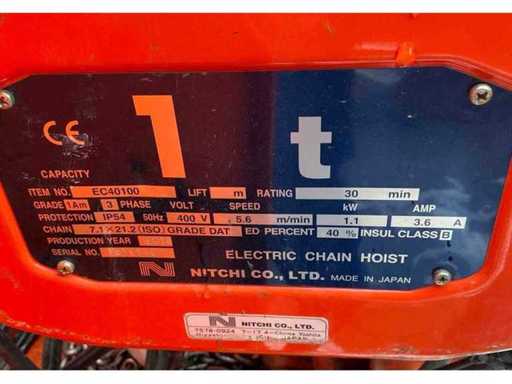 CE
1 t
CAPACITY
ITEM NO. EC40100 LIFT m RATING 30 min
GRADE 1Am 3 PHASE VOLT SPEED kW AMP
PROTECTION IP54 50Hz 400 V 5.6 m/min 1.1 3.6 A
CHAIN 7.1×21.2 (ISO) GRADE DAT ED PERCENT 40 % INSUL CLASS B
PRODUCTION YEAR
SERIAL NO.
ELECTRIC CHAIN HOIST
N NITCHI CO., LTD. MADE IN JAPAN
N NITCHI CO., LTD.
JAPAN